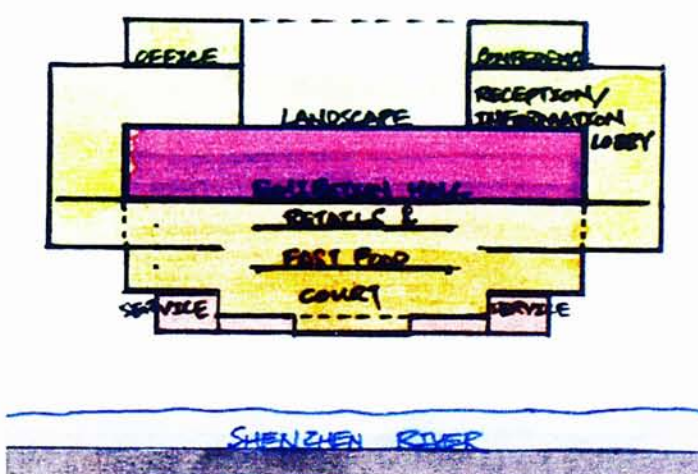 OFFICE
CONFERENCE
LANDSCAPE
RECEPTION/
INFORMATION
LOBBY
EXHIBITION HALL
RETAILS &
FAST FOOD
COURT
SERVICE
SERVICE
SHENZHEN RIVER